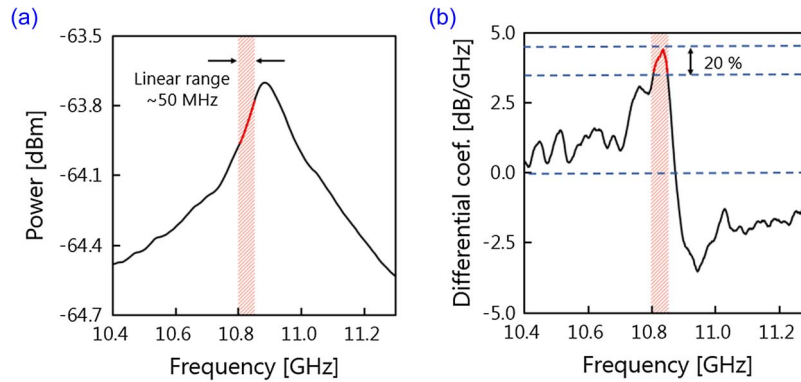 (a)
-63.5
-63.8
-64.1
-64.4
-64.7
Power [dBm]
Linear range
~50 MHz
10.4 10.6 10.8 11.0 11.2
Frequency [GHz]
(b)
5.0
2.5
0.0
-2.5
-5.0
Differential coef. [dB/GHz]
20 %
10.4 10.6 10.8 11.0 11.2
Frequency [GHz]